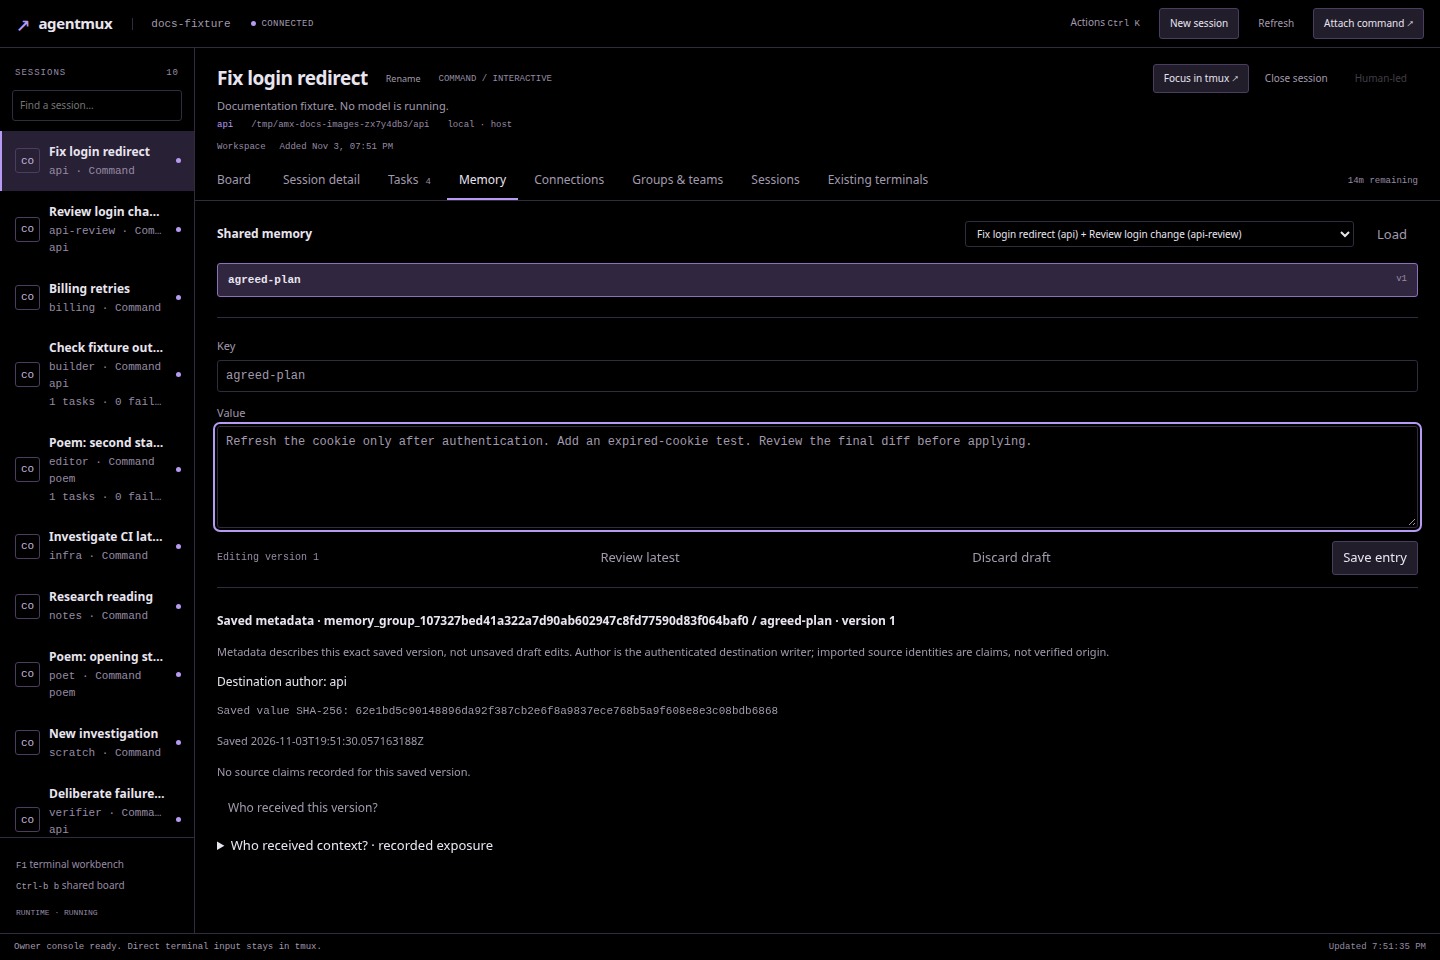 agentmux
docs-fixture
CONNECTED
Actions Ctrl K
New session
Refresh
Attach command ↗
SESSIONS 10
Find a session...
CO
Fix login redirect
api · Command
CO
Review login cha...
api-review · Com…
api
CO
Billing retries
billing · Command
CO
Check fixture out...
builder · Command
api
1 tasks · 0 fail…
CO
Poem: second sta...
editor · Command
poem
1 tasks · 0 fail…
CO
Investigate CI lat...
infra · Command
CO
Research reading
notes · Command
CO
Poem: opening st...
poet · Command
poem
CO
New investigation
scratch · Command
CO
Deliberate failure...
verifier · Comma…
api
F1 terminal workbench
Ctrl-b b shared board
RUNTIME · RUNNING
Fix login redirect
Rename
COMMAND / INTERACTIVE
Focus in tmux ↗
Close session
Human-led
Documentation fixture. No model is running.
api /tmp/amx-docs-images-zx7y4db3/api local · host
Workspace Added Nov 3, 07:51 PM
Board
Session detail
Tasks 4
Memory
Connections
Groups & teams
Sessions
Existing terminals
14m remaining
Shared memory
Fix login redirect (api) + Review login change (api-review)
Load
agreed-plan v1
Key
agreed-plan
Value
Refresh the cookie only after authentication. Add an expired-cookie test. Review the final diff before applying.
Editing version 1
Review latest
Discard draft
Save entry
Saved metadata · memory_group_107327bed41a322a7d90ab602947c8fd77590d83f064baf0 / agreed-plan · version 1
Metadata describes this exact saved version, not unsaved draft edits. Author is the authenticated destination writer; imported source identities are claims, not verified origin.
Destination author: api
Saved value SHA-256: 62e1bd5c90148896da92f387cb2e6f8a9837ece768b5a9f608e8e3c08bdb6868
Saved 2026-11-03T19:51:30.057163188Z
No source claims recorded for this saved version.
Who received this version?
Who received context? · recorded exposure
Owner console ready. Direct terminal input stays in tmux.
Updated 7:51:35 PM